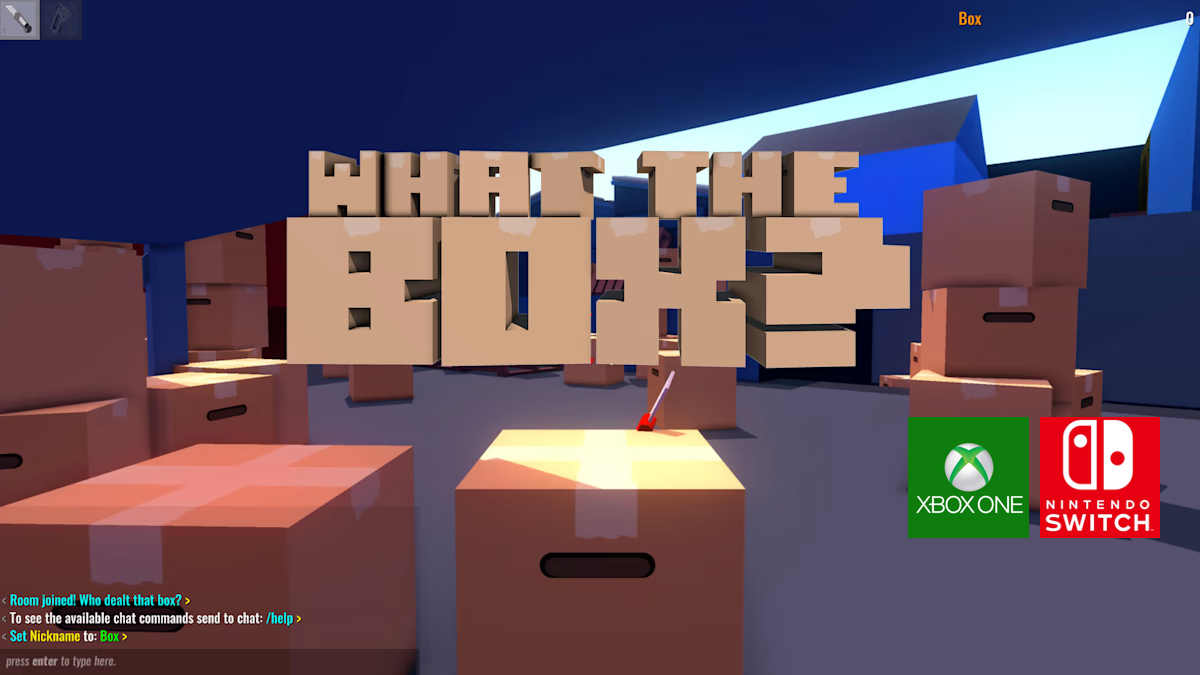 Box 0
WHAT THE
BOX?
XBOX ONE
NINTENDO
SWITCH™
< Room joined! Who dealt that box? >
< To see the available chat commands send to chat: /help >
< Set Nickname to: Box >
press enter to type here.